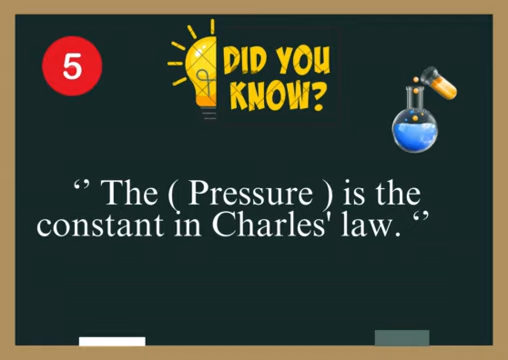 5
DID YOU
KNOW?
‘’ The ( Pressure ) is the
constant in Charles' law. ‘’